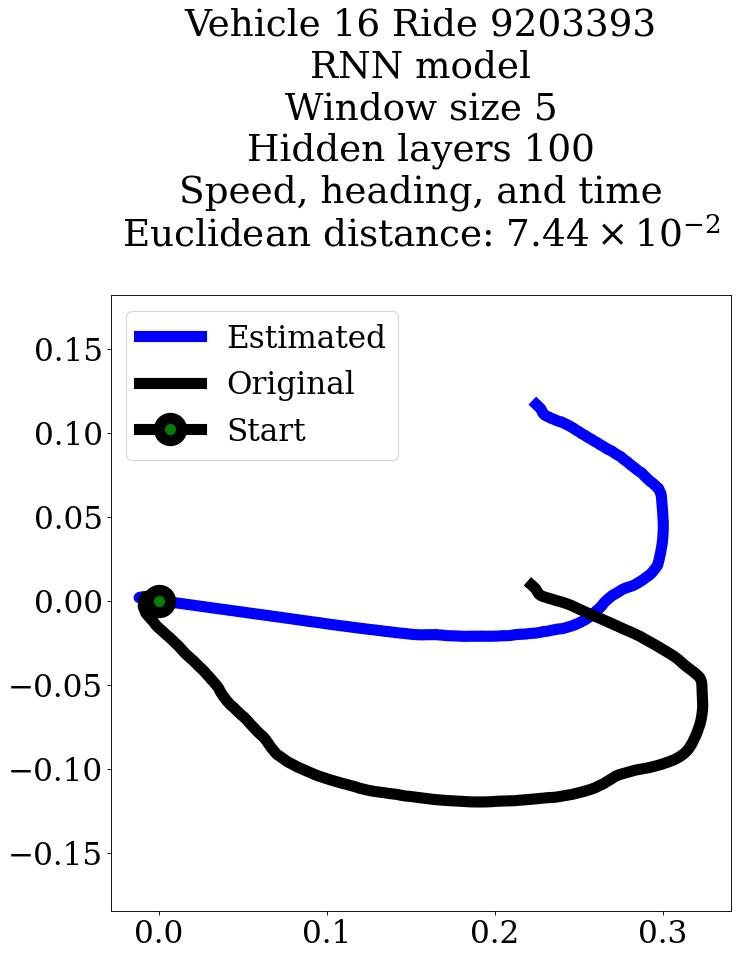 Vehicle 16 Ride 9203393
RNN model
Window size 5
Hidden layers 100
Speed, heading, and time
Euclidean distance: 7.44 × 10⁻²
Estimated
Original
Start
0.15
0.10
0.05
0.00
−0.05
−0.10
−0.15
0.0 0.1 0.2 0.3